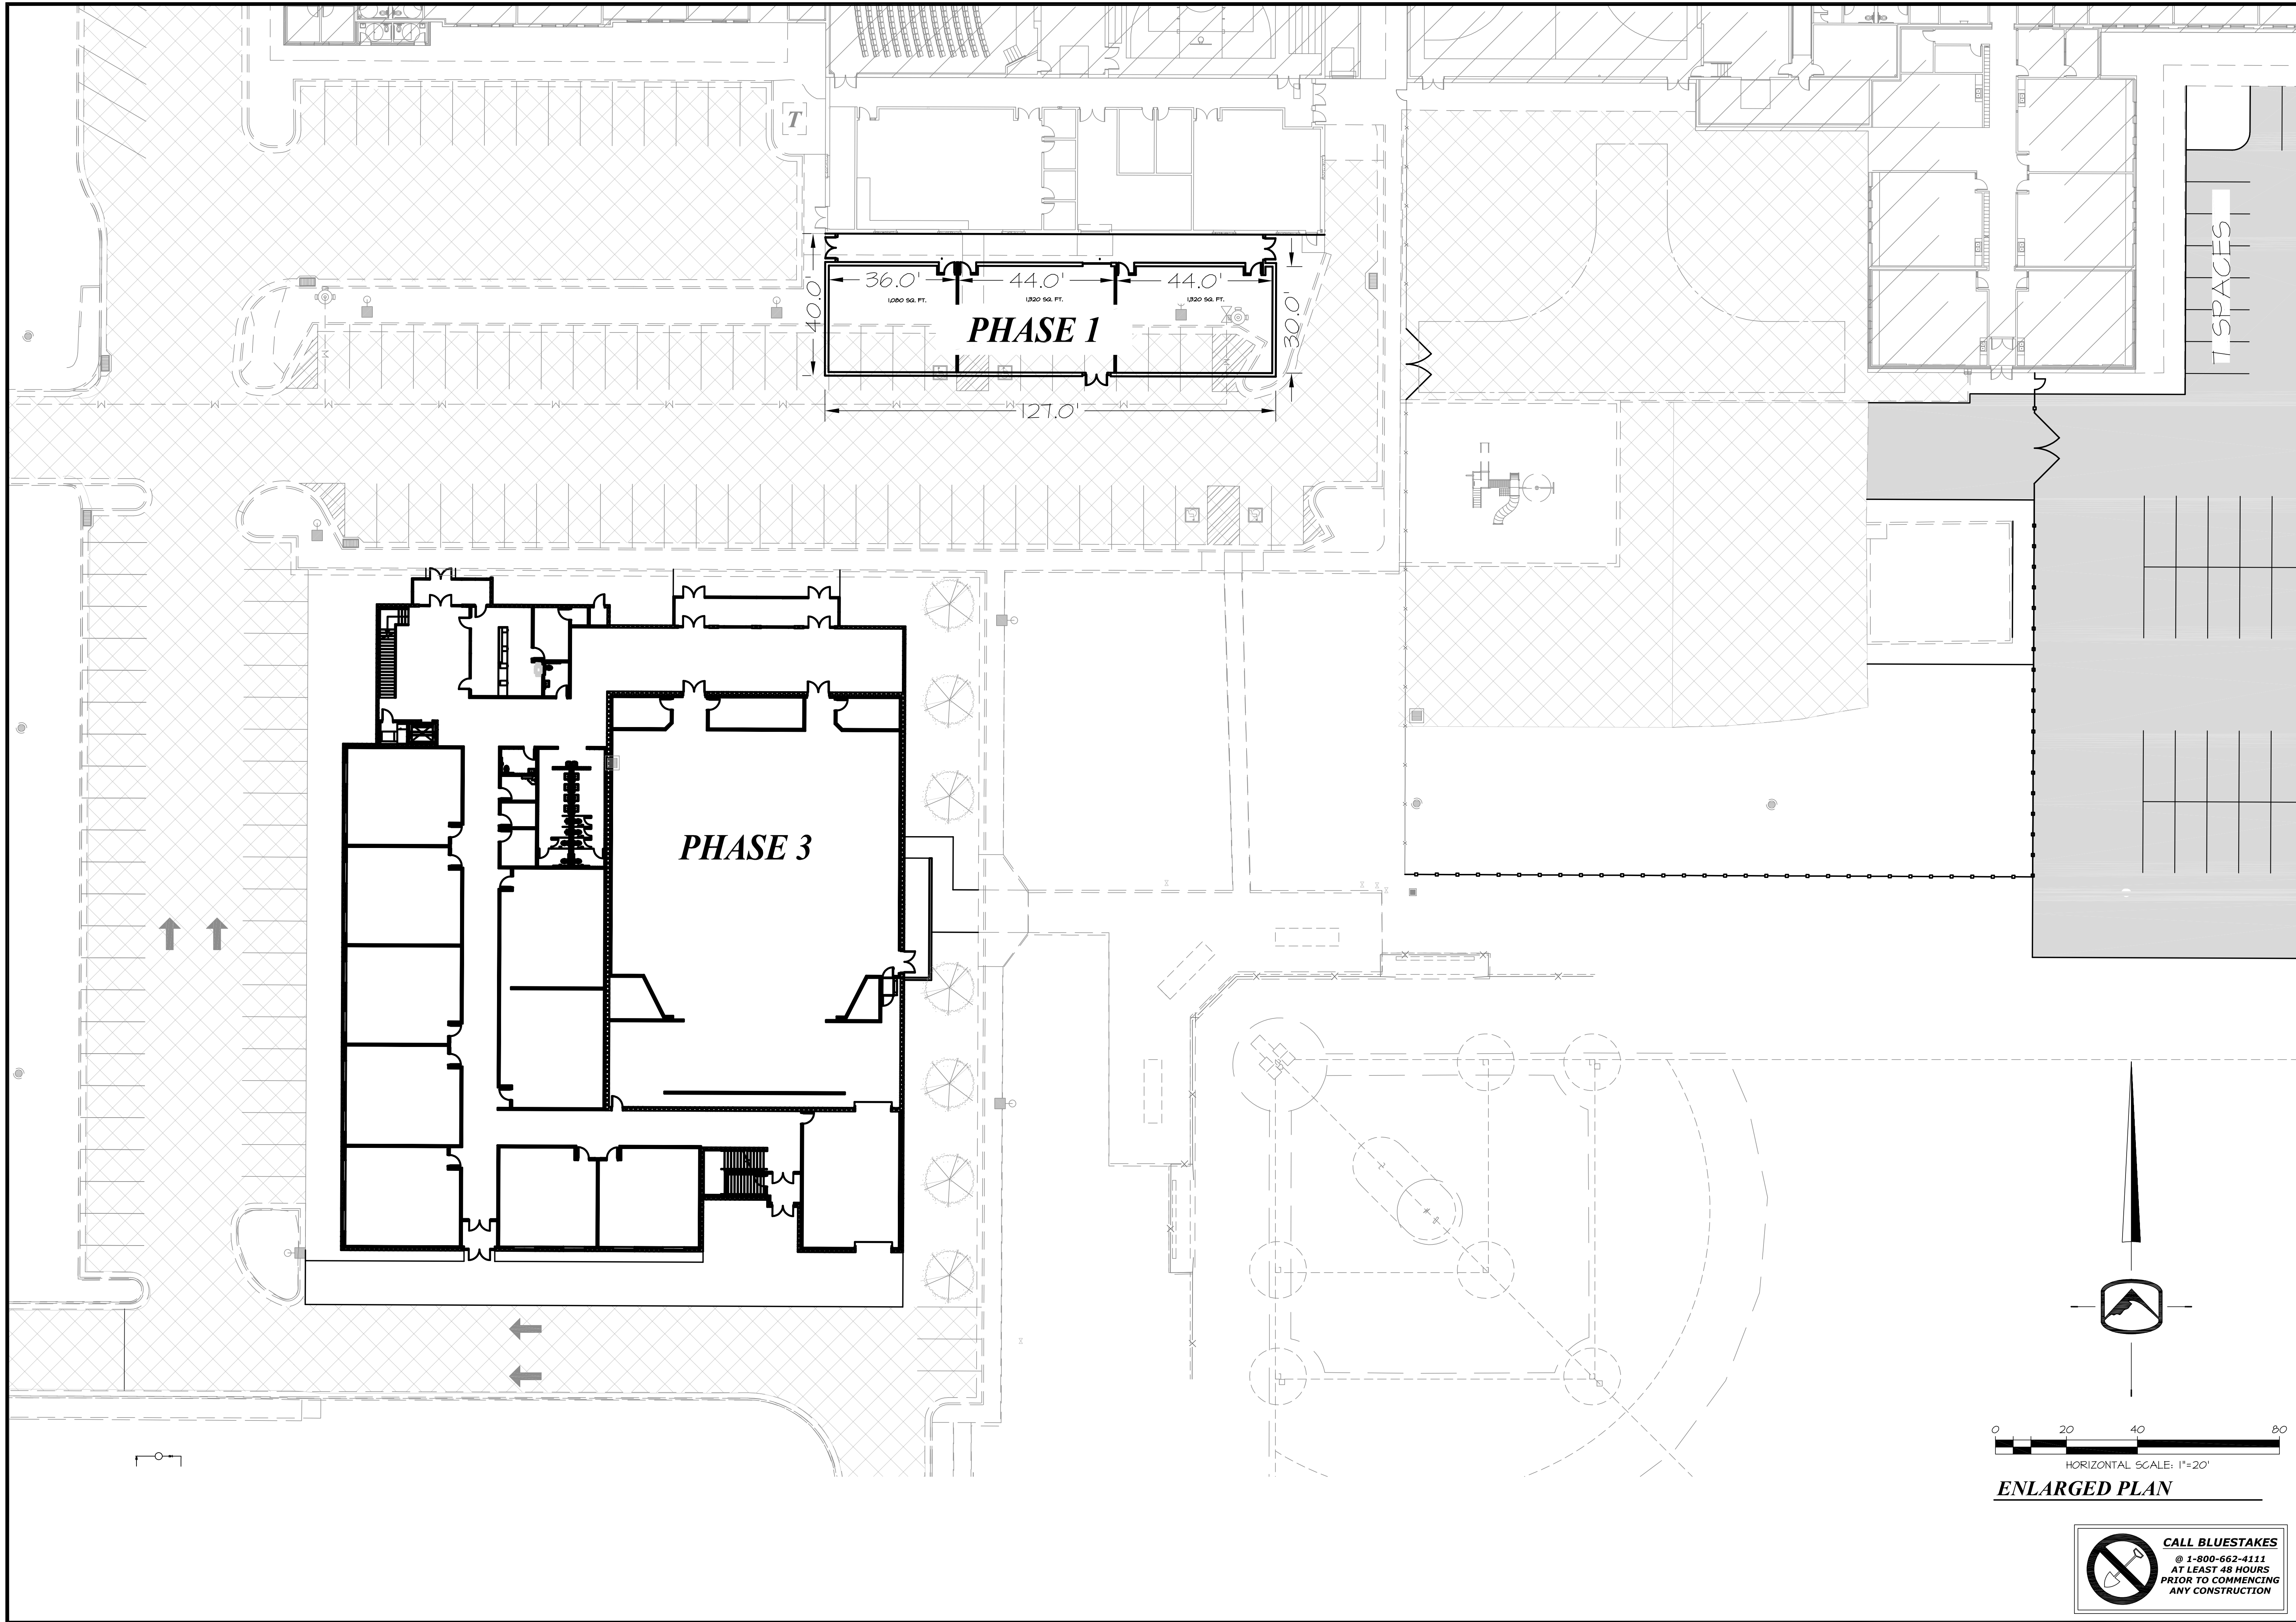 T
36.0'
44.0'
44.0'
1,080 SQ. FT.
1,320 SQ. FT.
1,320 SQ. FT.
40.0'
30.0'
PHASE 1
127.0'
7 SPACES
PHASE 3
0 20 40 80
HORIZONTAL SCALE: 1"=20'
ENLARGED PLAN
CALL BLUESTAKES
@ 1-800-662-4111
AT LEAST 48 HOURS
PRIOR TO COMMENCING
ANY CONSTRUCTION